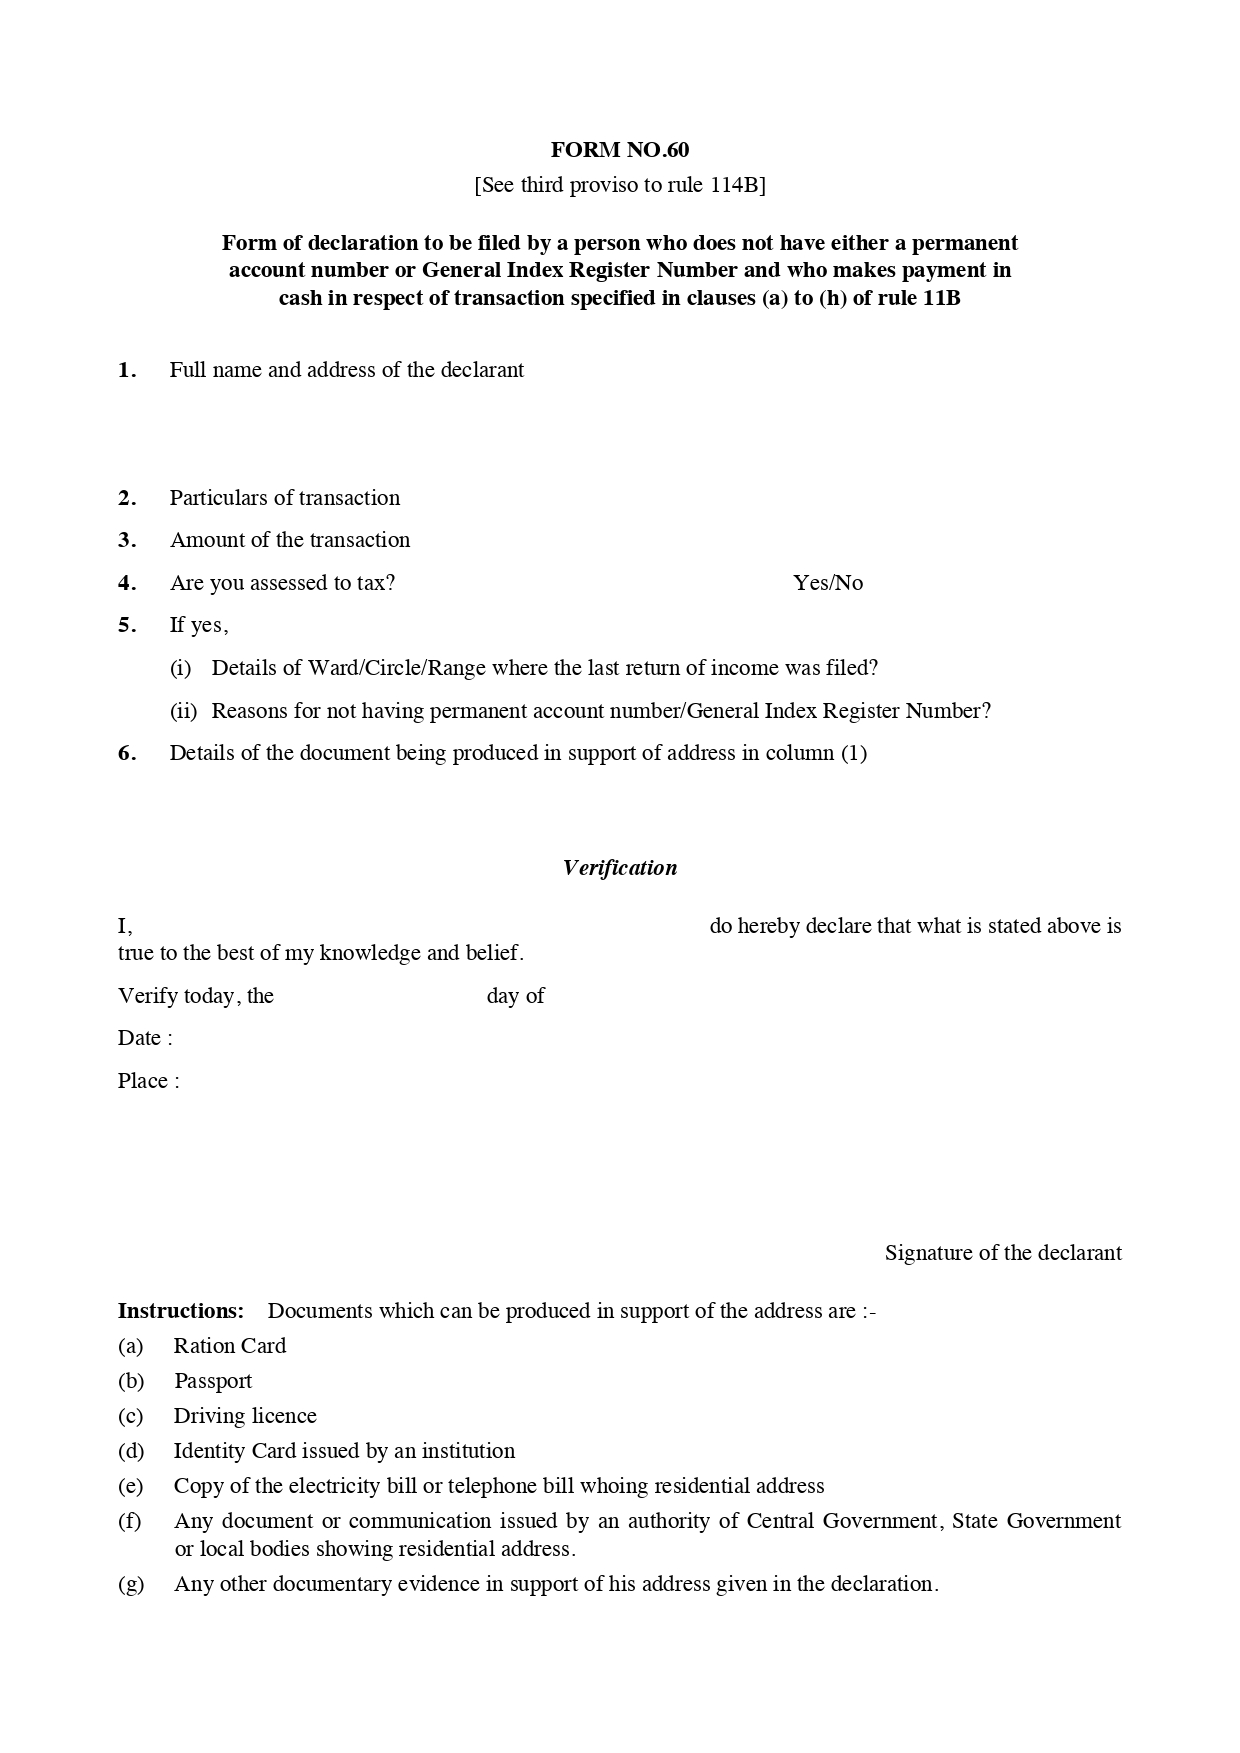 FORM NO.60
[See third proviso to rule 114B]
Form of declaration to be filed by a person who does not have either a permanent
account number or General Index Register Number and who makes payment in
cash in respect of transaction specified in clauses (a) to (h) of rule 11B
1. Full name and address of the declarant
2. Particulars of transaction
3. Amount of the transaction
4. Are you assessed to tax? Yes/No
5. If yes,
(i) Details of Ward/Circle/Range where the last return of income was filed?
(ii) Reasons for not having permanent account number/General Index Register Number?
6. Details of the document being produced in support of address in column (1)
Verification
I, do hereby declare that what is stated above is
true to the best of my knowledge and belief.
Verify today, the day of
Date :
Place :
Signature of the declarant
Instructions: Documents which can be produced in support of the address are :-
(a) Ration Card
(b) Passport
(c) Driving licence
(d) Identity Card issued by an institution
(e) Copy of the electricity bill or telephone bill whoing residential address
(f) Any document or communication issued by an authority of Central Government, State Government
or local bodies showing residential address.
(g) Any other documentary evidence in support of his address given in the declaration.